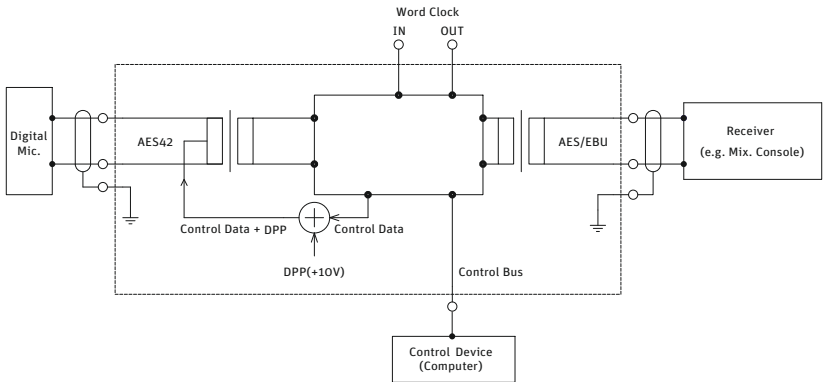 Word Clock
IN OUT
Digital
Mic.
AES42
AES/EBU
Receiver
(e.g. Mix. Console)
Control Data + DPP
Control Data
DPP(+10V)
Control Bus
Control Device
(Computer)